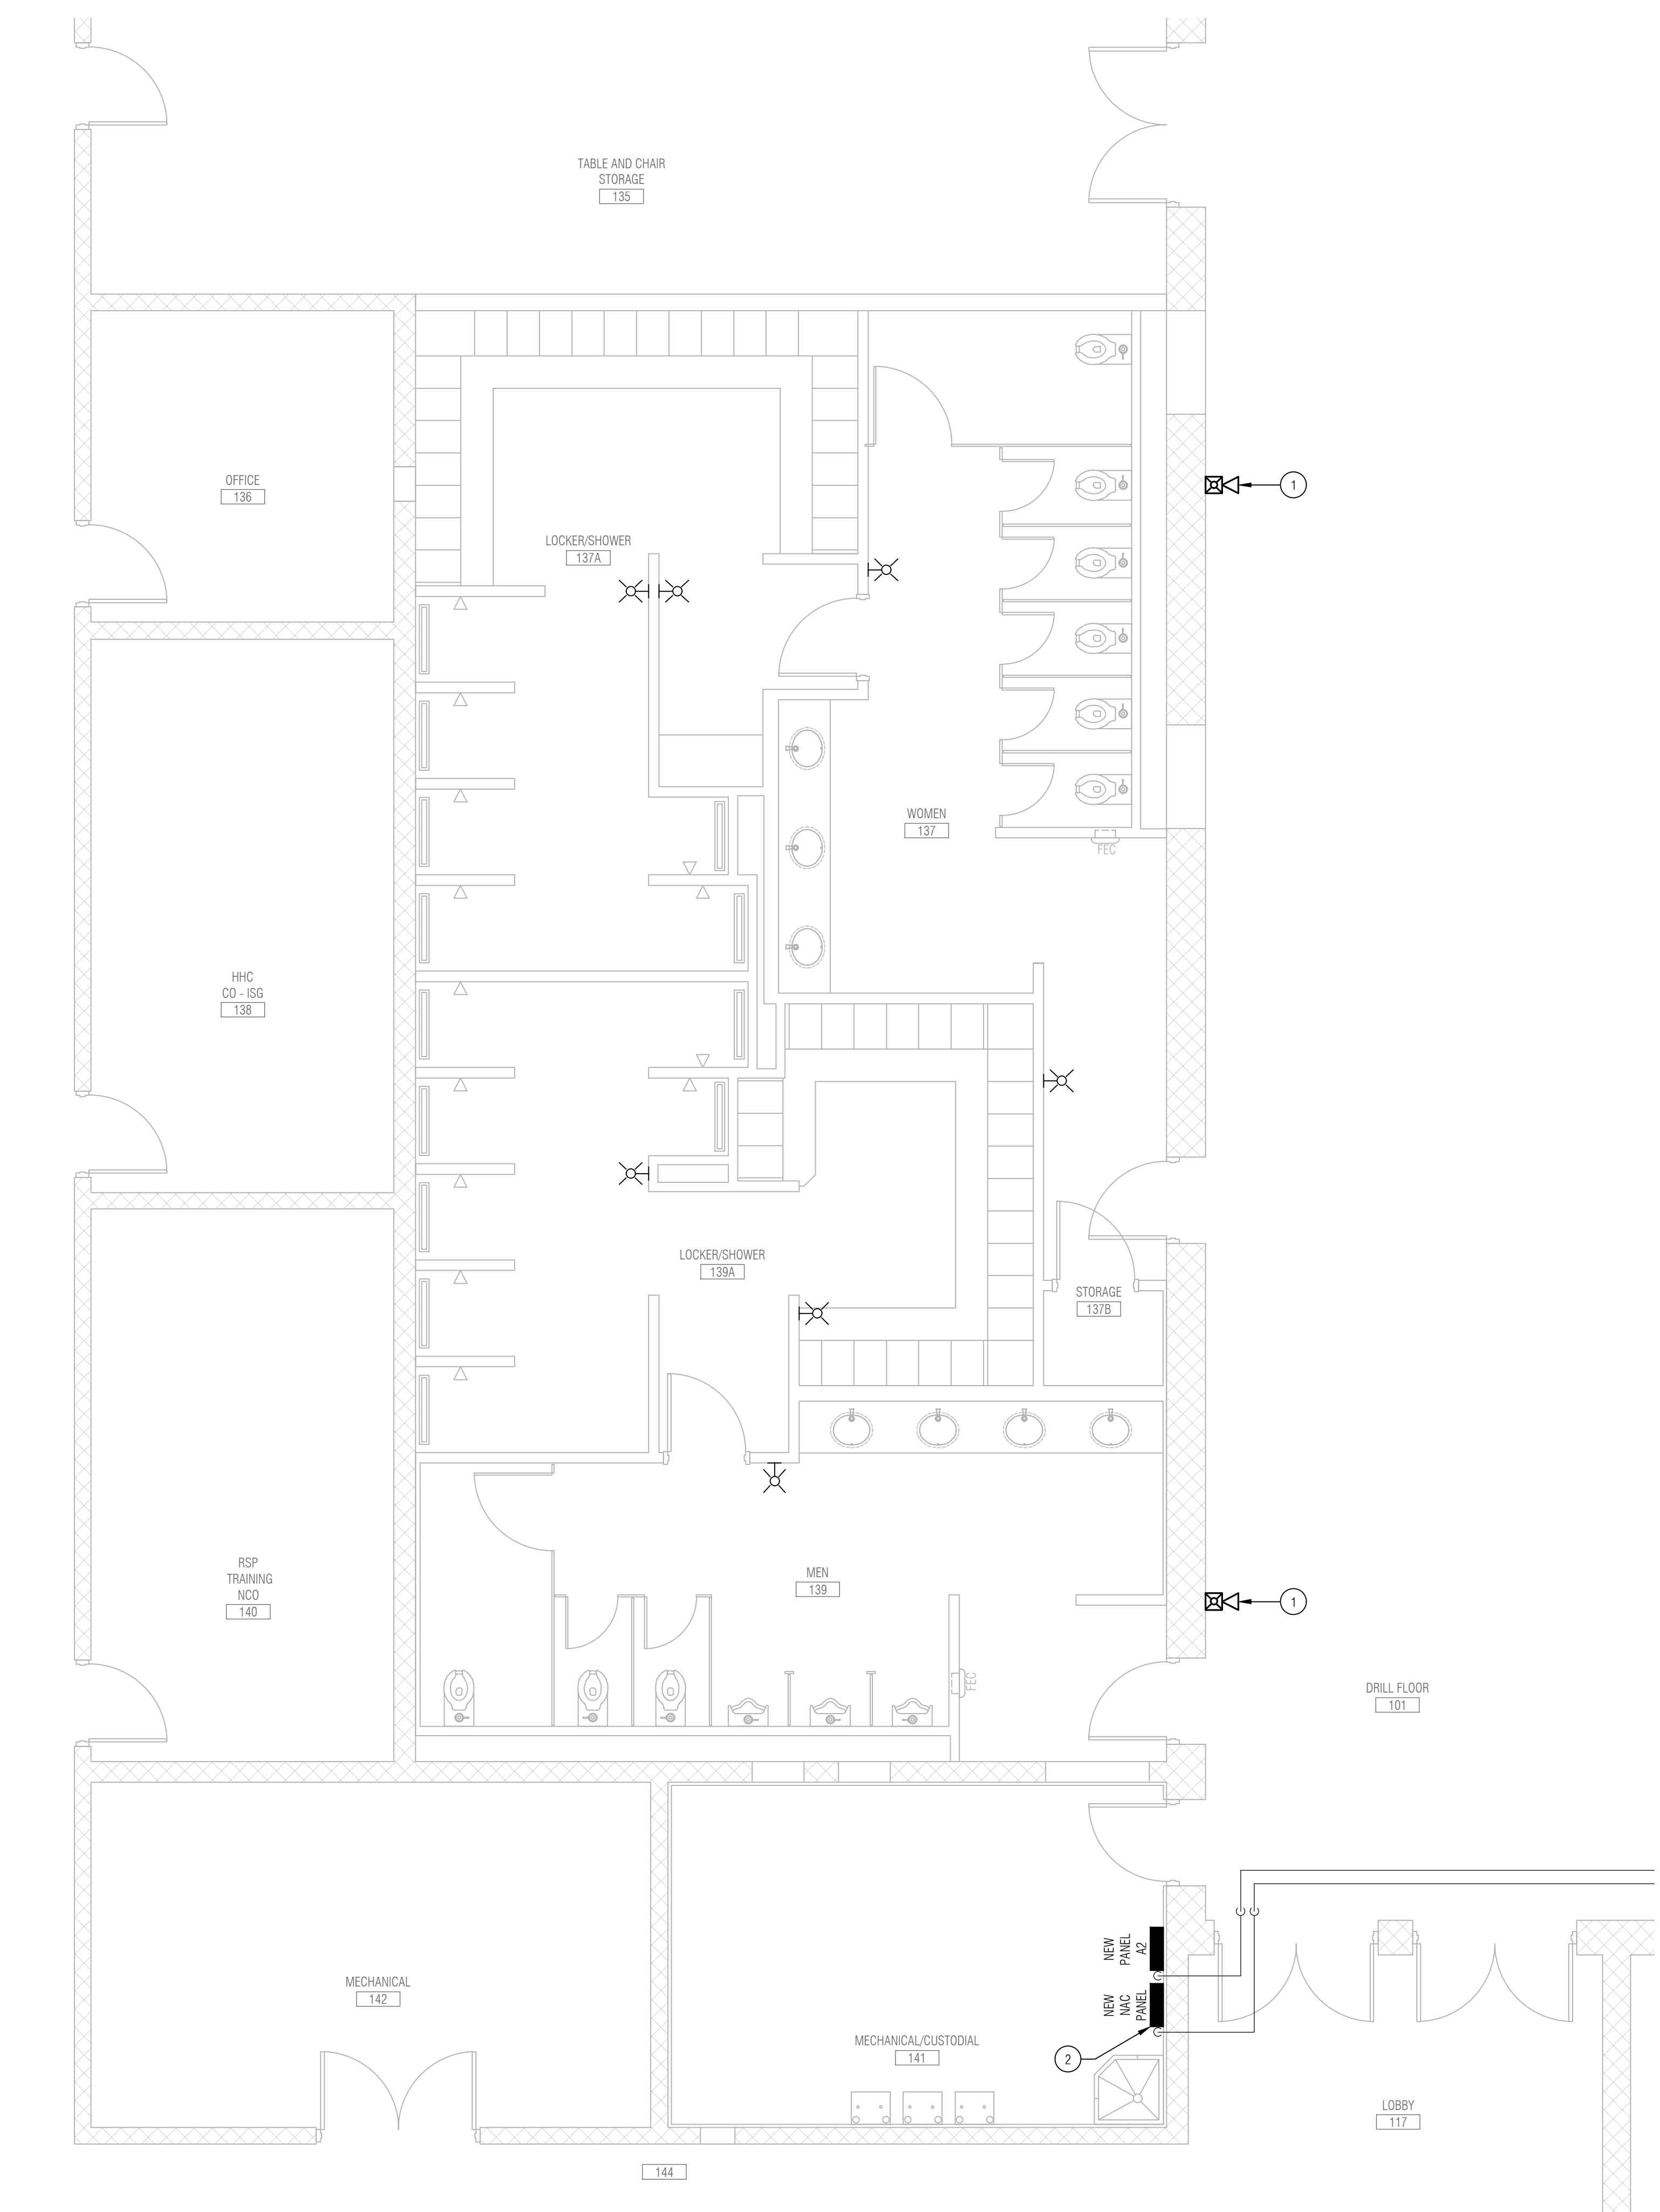 TABLE AND CHAIR
STORAGE
135
OFFICE
136
1
LOCKER/SHOWER
137A
WOMEN
137
FEC
HHC
CO - ISG
138
LOCKER/SHOWER
139A
STORAGE
137B
RSP
TRAINING
NCO
140
MEN
139
1
FEC
DRILL FLOOR
101
NEW
PANEL
A2
MECHANICAL
142
NEW
NAC
PANEL
MECHANICAL/CUSTODIAL
141
2
LOBBY
117
144